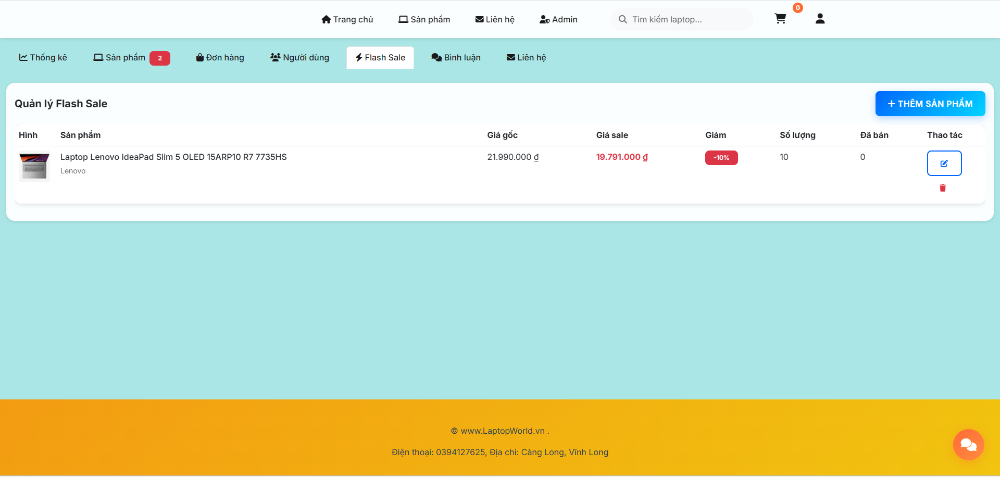 Trang chủ Sản phẩm Liên hệ Admin Tìm kiếm laptop... 0
Thống kê Sản phẩm 2 Đơn hàng Người dùng Flash Sale Bình luận Liên hệ
Quản lý Flash Sale
+ THÊM SẢN PHẨM
Hình Sản phẩm Giá gốc Giá sale Giảm Số lượng Đã bán Thao tác
Laptop Lenovo IdeaPad Slim 5 OLED 15ARP10 R7 7735HS 21.990.000 ₫ 19.791.000 ₫ -10% 10 0
Lenovo
© www.LaptopWorld.vn .
Điện thoại: 0394127625, Địa chỉ: Càng Long, Vĩnh Long